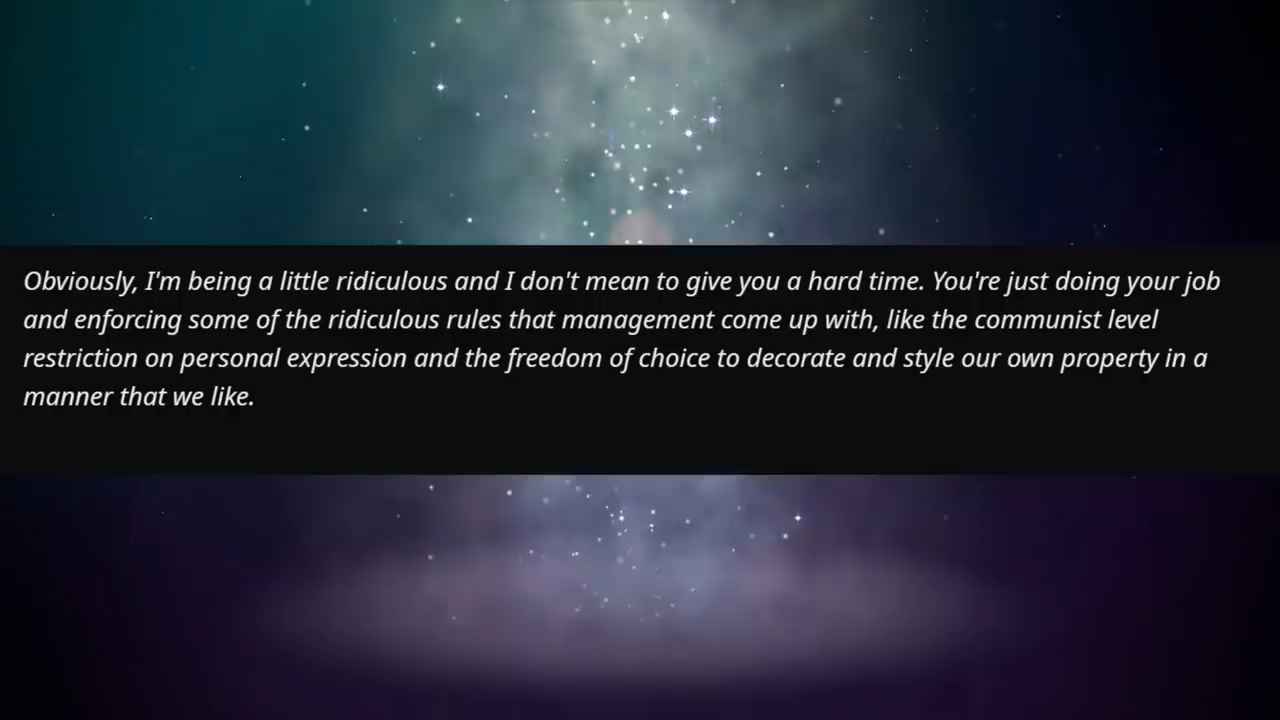 Obviously, I'm being a little ridiculous and I don't mean to give you a hard time. You're just doing your job
and enforcing some of the ridiculous rules that management come up with, like the communist level
restriction on personal expression and the freedom of choice to decorate and style our own property in a
manner that we like.